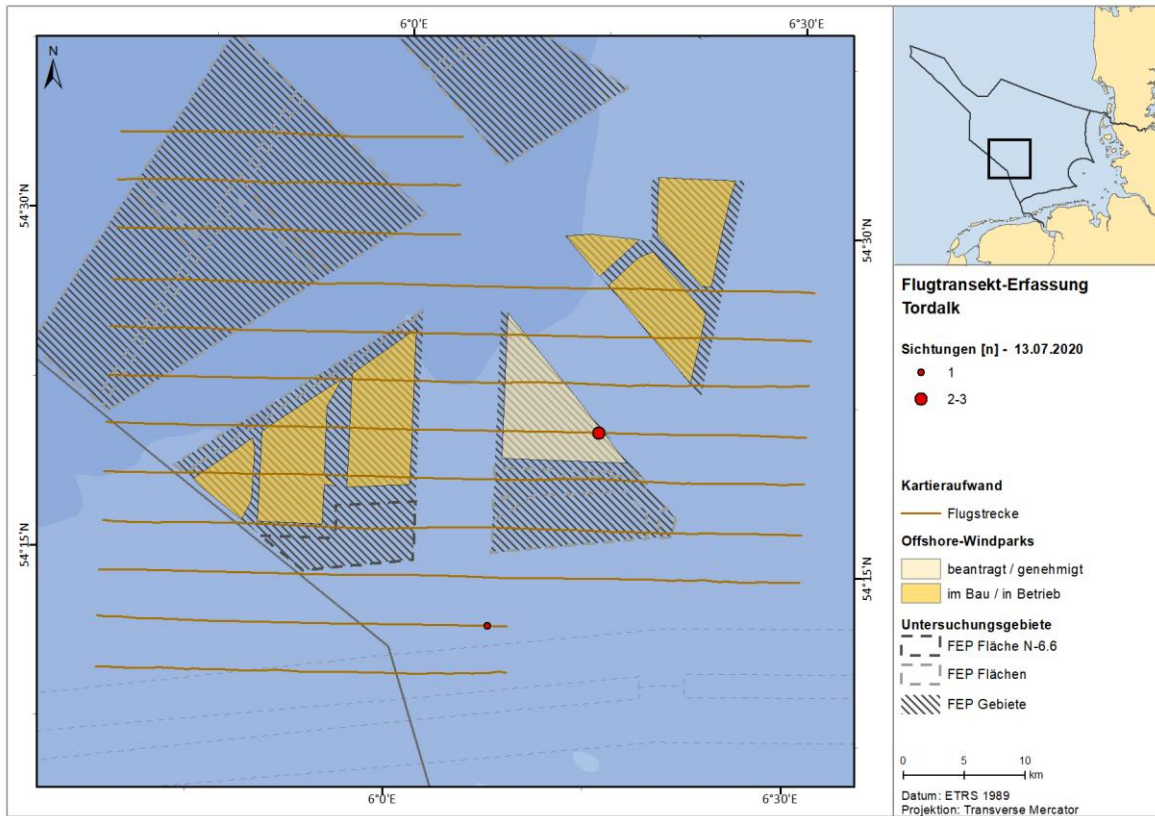 6°0'E
6°30'E
N
54°30'N
54°30'N
54°15'N
54°15'N
6°0'E
6°30'E
Flugtransekt-Erfassung
Tordalk
Sichtungen [n] - 13.07.2020
1
2-3
Kartieraufwand
Flugstrecke
Offshore-Windparks
beantragt / genehmigt
im Bau / in Betrieb
Untersuchungsgebiete
FEP Fläche N-6.6
FEP Flächen
FEP Gebiete
0 5 10
km
Datum: ETRS 1989
Projektion: Transverse Mercator